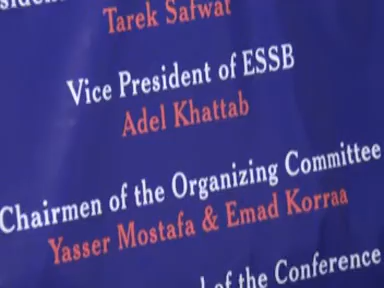 Tarek Safwat
Vice President of ESSB
Adel Khattab
Chairmen of the Organizing Committee
Yasser Mostafa & Emad Korraa
of the Conference